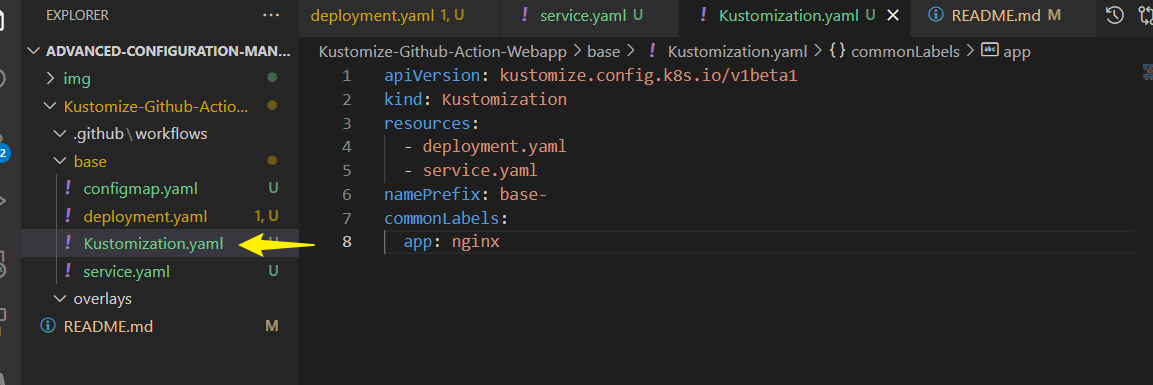 EXPLORER ···
ADVANCED-CONFIGURATION-MAN...
img
Kustomize-Github-Actio...
.github\workflows
base
! configmap.yaml U
! deployment.yaml 1, U
! Kustomization.yaml
! service.yaml U
overlays
README.md M
2
deployment.yaml 1, U
! service.yaml U
! Kustomization.yaml U ×
README.md M
Kustomize-Github-Action-Webapp > base > ! Kustomization.yaml > {} commonLabels > abc app
1 apiVersion: kustomize.config.k8s.io/v1beta1
2 kind: Kustomization
3 resources:
4 - deployment.yaml
5 - service.yaml
6 namePrefix: base-
7 commonLabels:
8 app: nginx